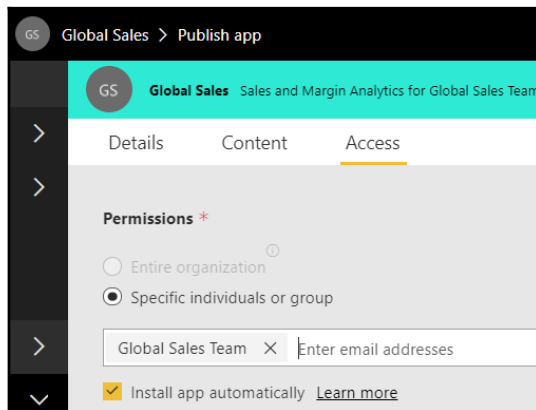 GS Global Sales > Publish app
GS Global Sales Sales and Margin Analytics for Global Sales Team
Details Content Access
Permissions *
Entire organization
Specific individuals or group
Global Sales Team X Enter email addresses
Install app automatically Learn more